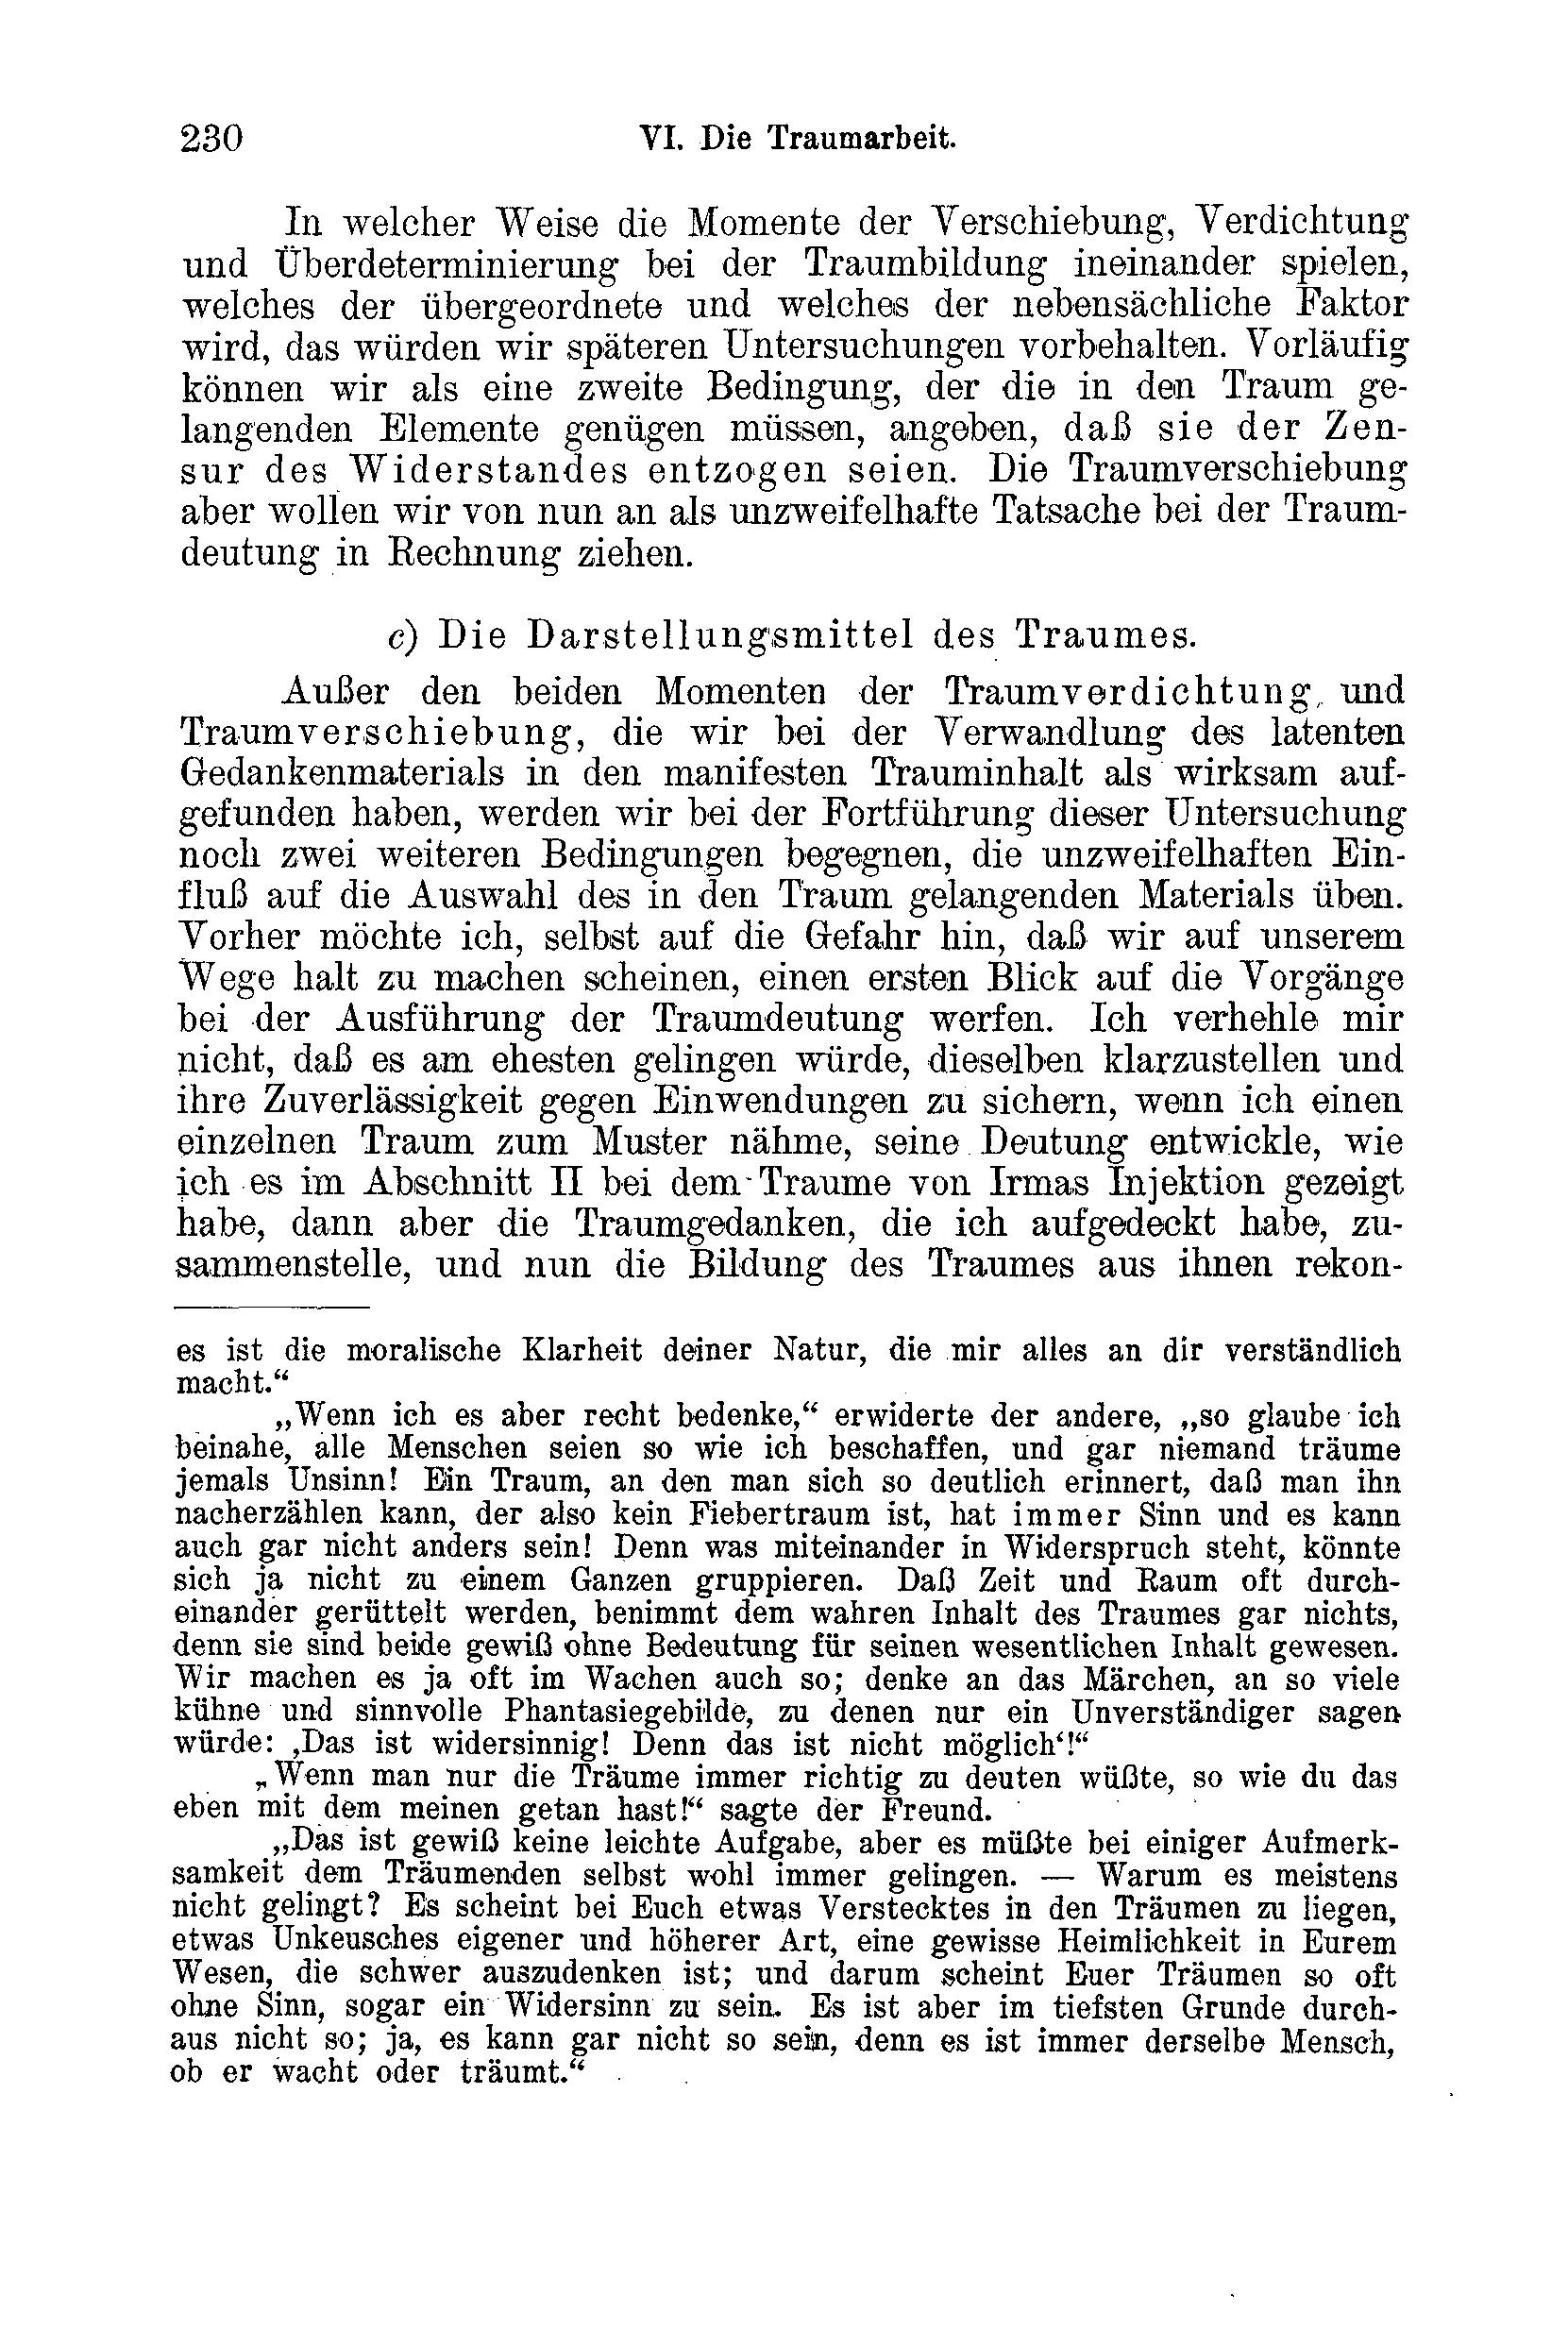 230
VI. Die Traumarbeit.
In welcher Weise die Momente der Verschiebung, Verdichtung
und Überdeterminierung bei der Traumbildung ineinander spielen,
welches der übergeordnete und welches der nebensächliche Faktor
wird, das würden wir späteren Untersuchungen vorbehalten. Vorläufig
können wir als eine zweite Bedingung, der die in den Traum ge-
langenden Elemente genügen müssen, angeben, daß sie der Zen-
sur des Widerstandes entzogen seien. Die Traumverschiebung
aber wollen wir von nun an als unzweifelhafte Tatsache bei der Traum-
deutung in Rechnung ziehen.
c) Die Darstellungsmittel des Traumes.
Außer den beiden Momenten der Traumverdichtung und
Traumverschiebung, die wir bei der Verwandlung des latenten
Gedankenmaterials in den manifesten Trauminhalt als wirksam auf-
gefunden haben, werden wir bei der Fortführung dieser Untersuchung
noch zwei weiteren Bedingungen begegnen, die unzweifelhaften Ein-
fluß auf die Auswahl des in den Traum gelangenden Materials üben.
Vorher möchte ich, selbst auf die Gefahr hin, daß wir auf unserem
Wege halt zu machen scheinen, einen ersten Blick auf die Vorgänge
bei der Ausführung der Traumdeutung werfen. Ich verhehle mir
nicht, daß es am ehesten gelingen würde, dieselben klarzustellen und
ihre Zuverlässigkeit gegen Einwendungen zu sichern, wenn ich einen
einzelnen Traum zum Muster nähme, seine Deutung entwickle, wie
ich es im Abschnitt II bei dem Traume von Irmas Injektion gezeigt
habe, dann aber die Traumgedanken, die ich aufgedeckt habe, zu-
sammenstelle, und nun die Bildung des Traumes aus ihnen rekon-
es ist die moralische Klarheit deiner Natur, die mir alles an dir verständlich
macht.“
„Wenn ich es aber recht bedenke,“ erwiderte der andere, „so glaube ich
beinahe, alle Menschen seien so wie ich beschaffen, und gar niemand träume
jemals Unsinn! Ein Traum, an den man sich so deutlich erinnert, daß man ihn
nacherzählen kann, der also kein Fiebertraum ist, hat immer Sinn und es kann
auch gar nicht anders sein! Denn was miteinander in Widerspruch steht, könnte
sich ja nicht zu einem Ganzen gruppieren. Daß Zeit und Raum oft durch-
einander gerüttelt werden, benimmt dem wahren Inhalt des Traumes gar nichts,
denn sie sind beide gewiß ohne Bedeutung für seinen wesentlichen Inhalt gewesen.
Wir machen es ja oft im Wachen auch so; denke an das Märchen, an so viele
kühne und sinnvolle Phantasiegebilde, zu denen nur ein Unverständiger sagen
würde: ‚Das ist widersinnig! Denn das ist nicht möglich‘!“
„Wenn man nur die Träume immer richtig zu deuten wüßte, so wie du das
eben mit dem meinen getan hast!“ sagte der Freund.
„Das ist gewiß keine leichte Aufgabe, aber es müßte bei einiger Aufmerk-
samkeit dem Träumenden selbst wohl immer gelingen. — Warum es meistens
nicht gelingt? Es scheint bei Euch etwas Verstecktes in den Träumen zu liegen,
etwas Unkeusches eigener und höherer Art, eine gewisse Heimlichkeit in Eurem
Wesen, die schwer auszudenken ist; und darum scheint Euer Träumen so oft
ohne Sinn, sogar ein Widersinn zu sein. Es ist aber im tiefsten Grunde durch-
aus nicht so; ja, es kann gar nicht so sein, denn es ist immer derselbe Mensch,
ob er wacht oder träumt.“